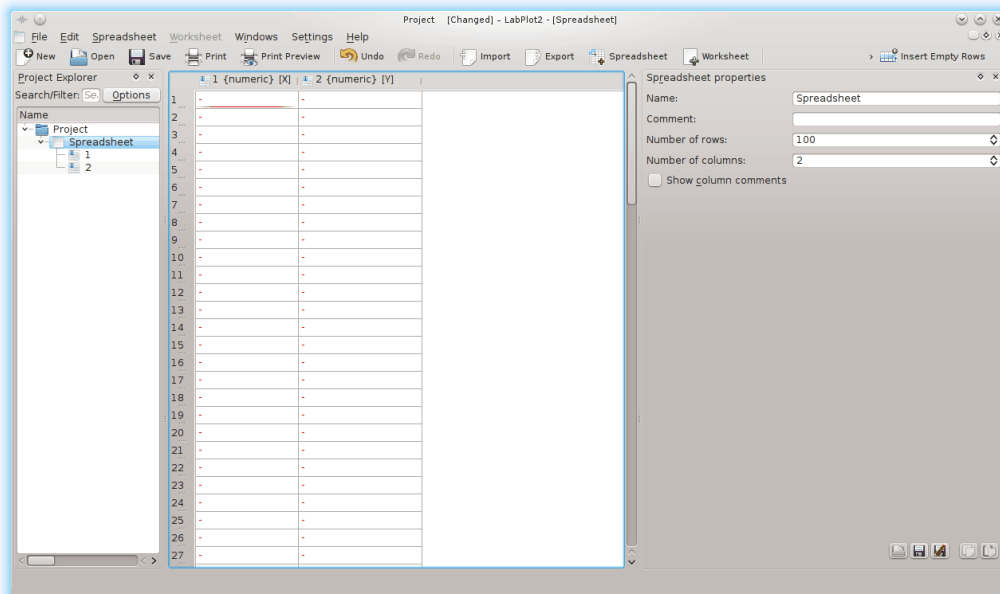 Project [Changed] – LabPlot2 - [Spreadsheet]
File Edit Spreadsheet Worksheet Windows Settings Help
New Open Save Print Print Preview Undo Redo Import Export Spreadsheet Worksheet Insert Empty Rows
Project Explorer
Search/Filter: Se. Options
Name
Project
Spreadsheet
1
2
1 {numeric} [X] 2 {numeric} [Y]
1 - -
2 - -
3 - -
4 - -
5 - -
6 - -
7 - -
8 - -
9 - -
10 - -
11 - -
12 - -
13 - -
14 - -
15 - -
16 - -
17 - -
18 - -
19 - -
20 - -
21 - -
22 - -
23 - -
24 - -
25 - -
26 - -
27 - -
Spreadsheet properties
Name: Spreadsheet
Comment:
Number of rows: 100
Number of columns: 2
Show column comments